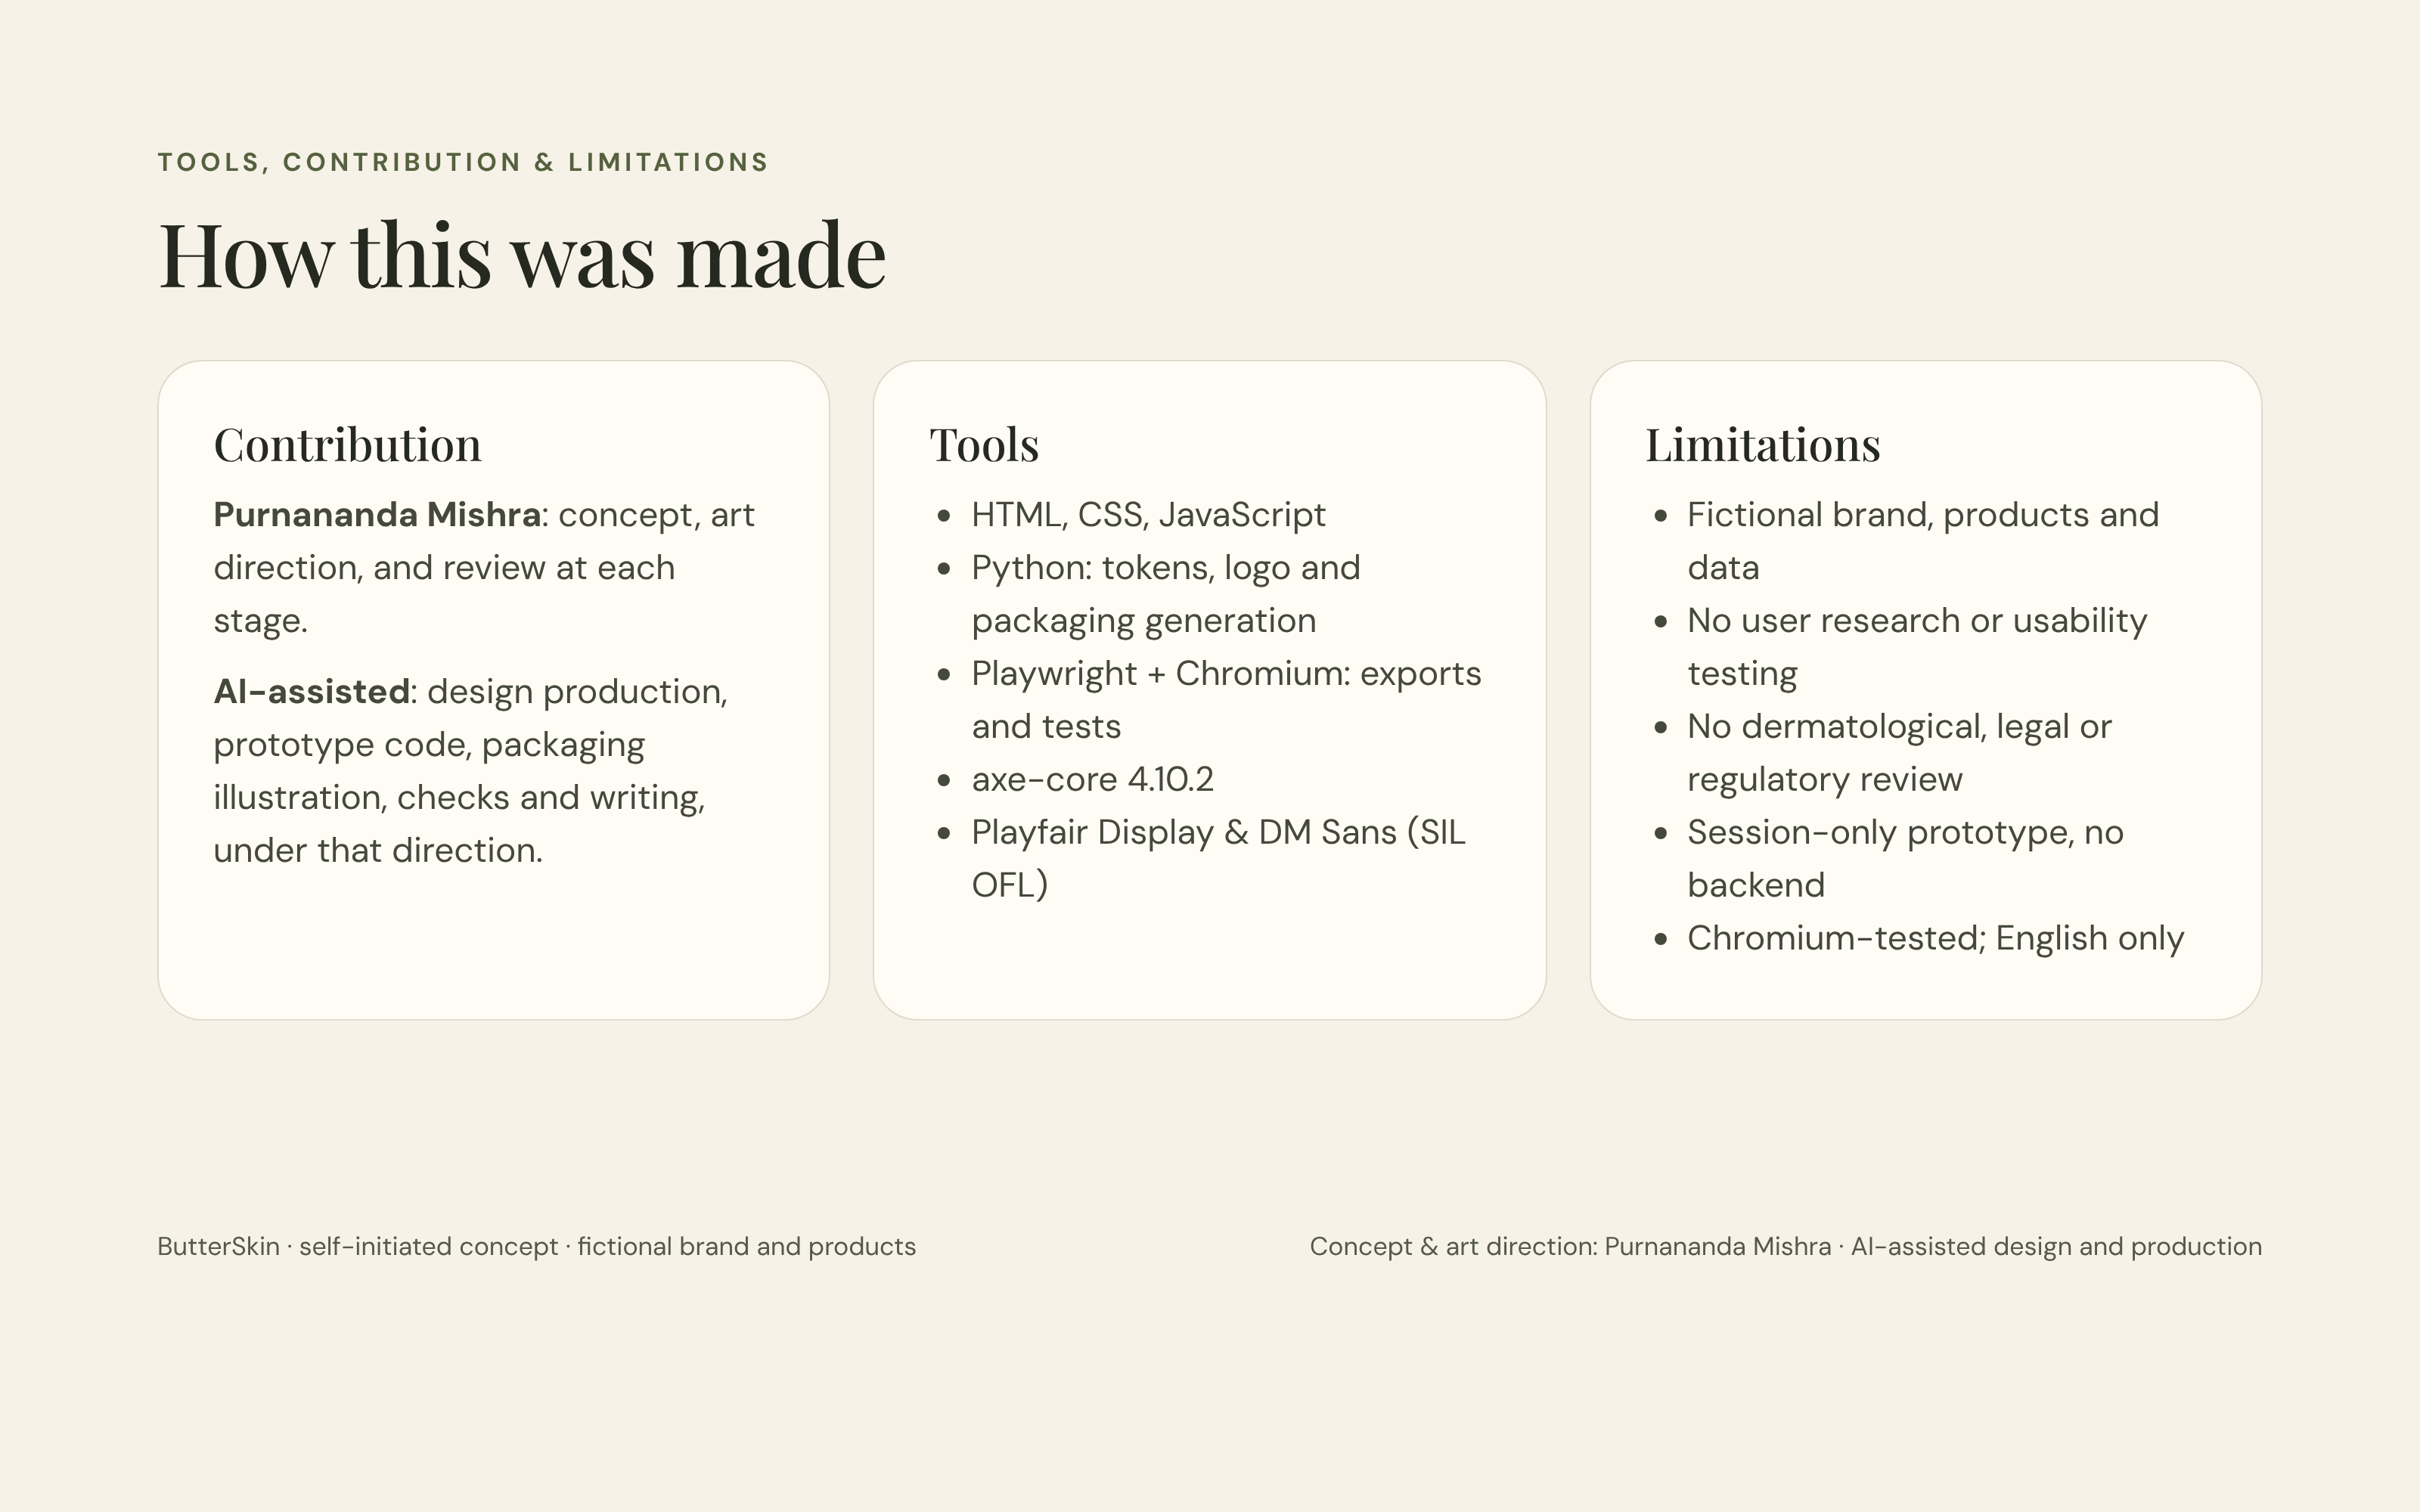 TOOLS, CONTRIBUTION & LIMITATIONS
How this was made
Contribution
Purnananda Mishra: concept, art
direction, and review at each
stage.
AI-assisted: design production,
prototype code, packaging
illustration, checks and writing,
under that direction.
Tools
• HTML, CSS, JavaScript
• Python: tokens, logo and
packaging generation
• Playwright + Chromium: exports
and tests
• axe-core 4.10.2
• Playfair Display & DM Sans (SIL
OFL)
Limitations
• Fictional brand, products and
data
• No user research or usability
testing
• No dermatological, legal or
regulatory review
• Session-only prototype, no
backend
• Chromium-tested; English only
ButterSkin · self-initiated concept · fictional brand and products
Concept & art direction: Purnananda Mishra · AI-assisted design and production